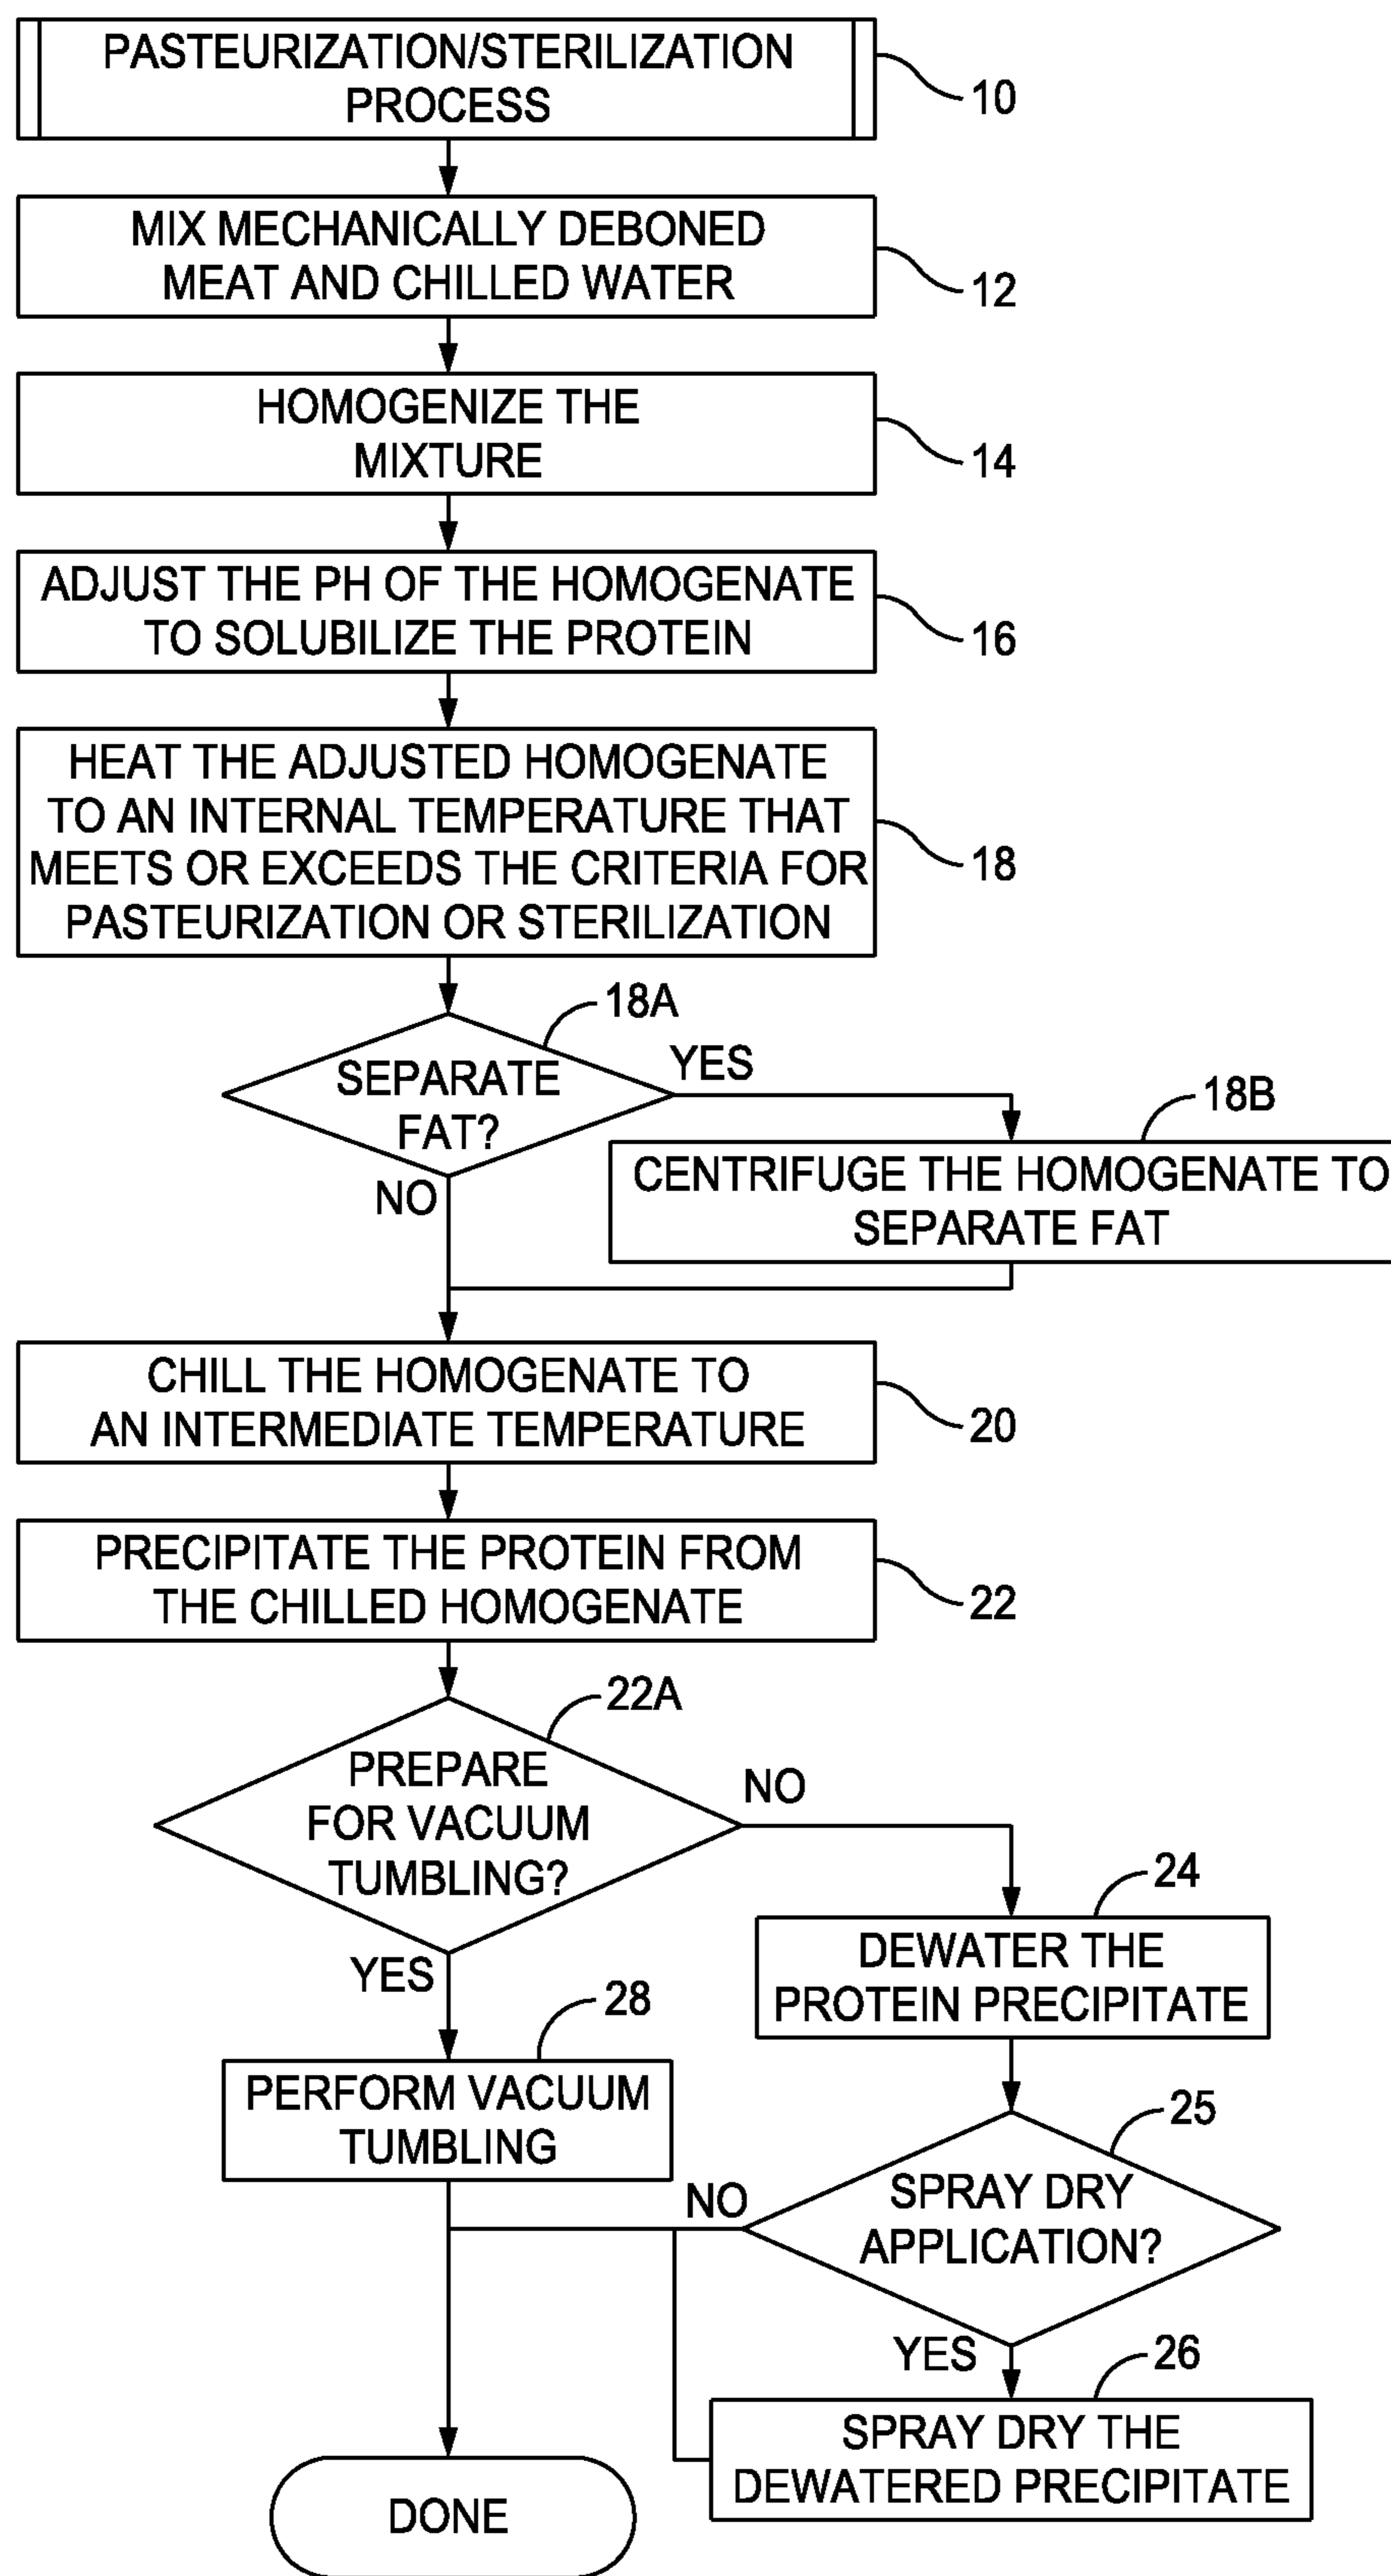 PASTEURIZATION/STERILIZATION
PROCESS
10
MIX MECHANICALLY DEBONED
MEAT AND CHILLED WATER
12
HOMOGENIZE THE
MIXTURE
14
ADJUST THE PH OF THE HOMOGENATE
TO SOLUBILIZE THE PROTEIN
16
HEAT THE ADJUSTED HOMOGENATE
TO AN INTERNAL TEMPERATURE THAT
MEETS OR EXCEEDS THE CRITERIA FOR
PASTEURIZATION OR STERILIZATION
18
18A
SEPARATE
FAT?
YES
NO
18B
CENTRIFUGE THE HOMOGENATE TO
SEPARATE FAT
CHILL THE HOMOGENATE TO
AN INTERMEDIATE TEMPERATURE
20
PRECIPITATE THE PROTEIN FROM
THE CHILLED HOMOGENATE
22
22A
PREPARE
FOR VACUUM
TUMBLING?
NO
YES
24
DEWATER THE
PROTEIN PRECIPITATE
28
PERFORM VACUUM
TUMBLING
25
SPRAY DRY
APPLICATION?
NO
YES
26
SPRAY DRY THE
DEWATERED PRECIPITATE
DONE